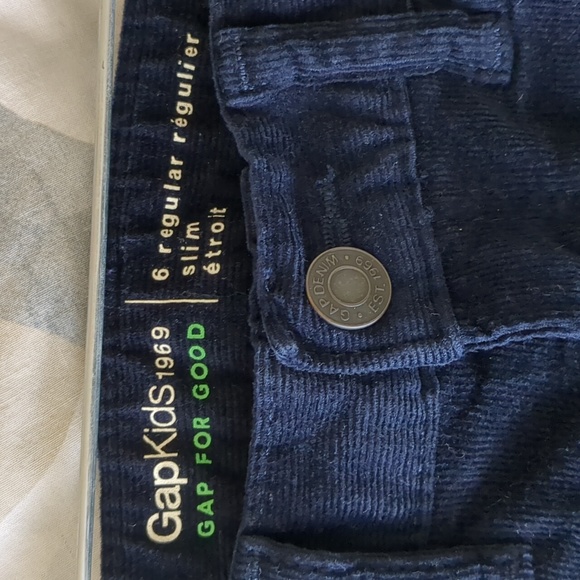 GapKids 1969
GAP FOR GOOD
6 regular régulier
slim
étroit
GAP DENIM • EST. 1969 •